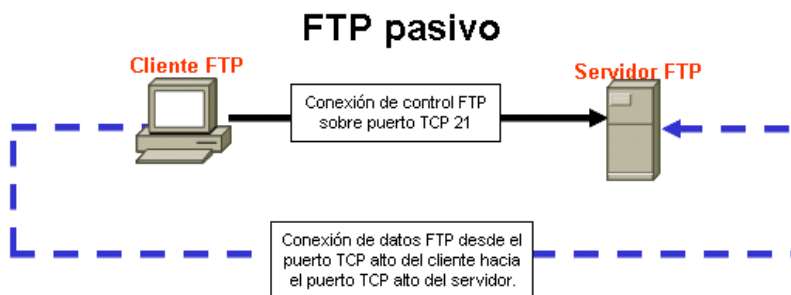 FTP pasivo
Cliente FTP
Servidor FTP
Conexión de control FTP
sobre puerto TCP 21
Conexión de datos FTP desde el
puerto TCP alto del cliente hacia
el puerto TCP alto del servidor.